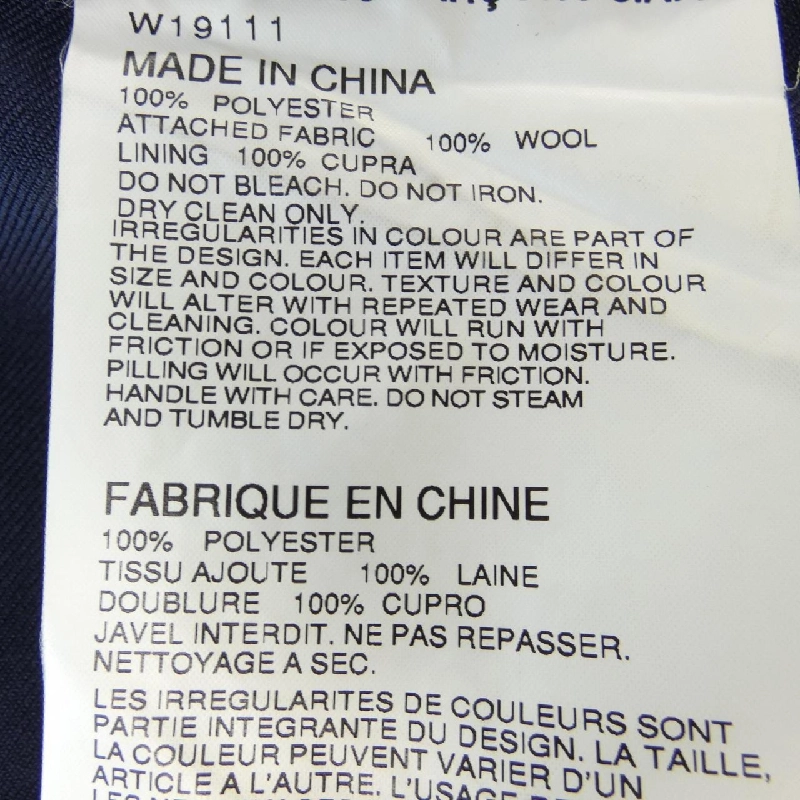 W19111
MADE IN CHINA
100% POLYESTER
ATTACHED FABRIC 100% WOOL
LINING 100% CUPRA
DO NOT BLEACH. DO NOT IRON.
DRY CLEAN ONLY.
IRREGULARITIES IN COLOUR ARE PART OF
THE DESIGN. EACH ITEM WILL DIFFER IN
SIZE AND COLOUR. TEXTURE AND COLOUR
WILL ALTER WITH REPEATED WEAR AND
CLEANING. COLOUR WILL RUN WITH
FRICTION OR IF EXPOSED TO MOISTURE.
PILLING WILL OCCUR WITH FRICTION.
HANDLE WITH CARE. DO NOT STEAM
AND TUMBLE DRY.
FABRIQUE EN CHINE
100% POLYESTER
TISSU AJOUTE 100% LAINE
DOUBLURE 100% CUPRO
JAVEL INTERDIT. NE PAS REPASSER.
NETTOYAGE A SEC.
LES IRREGULARITES DE COULEURS SONT
PARTIE INTEGRANTE DU DESIGN. LA TAILLE,
LA COULEUR PEUVENT VARIER D'UN
ARTICLE A L'AUTRE. L'USAGE